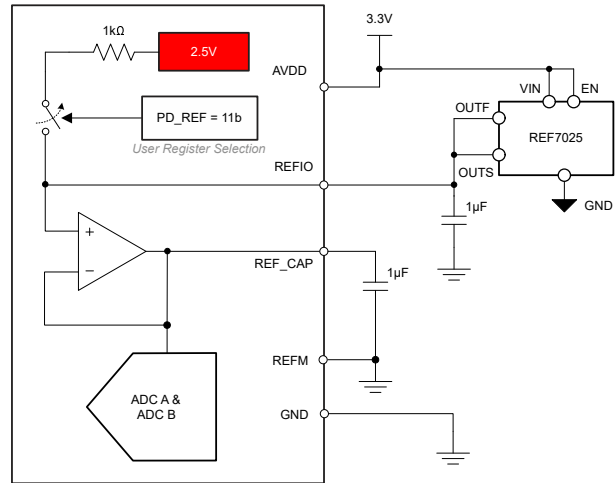 1kΩ
2.5V
3.3V
AVDD
VIN
EN
OUTF
PD_REF = 11b
REF7025
User Register Selection
OUTS
REFIO
1µF
GND
+
−
REF_CAP
1µF
REFM
ADC A &
ADC B
GND